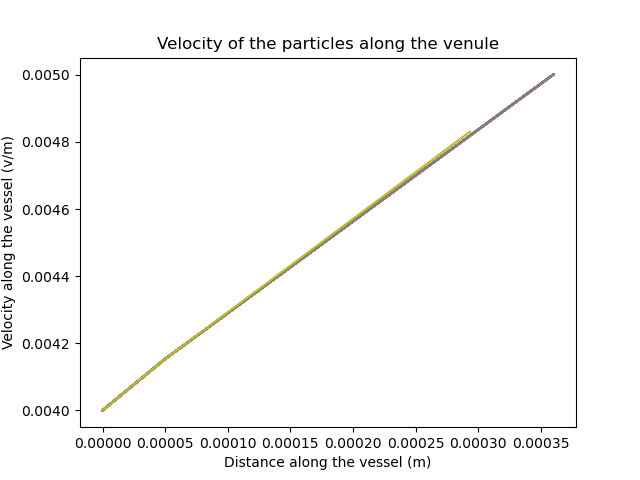 Velocity of the particles along the venule
0.0050
0.0048
0.0046
0.0044
0.0042
0.0040
Velocity along the vessel (v/m)
0.00000 0.00005 0.00010 0.00015 0.00020 0.00025 0.00030 0.00035
Distance along the vessel (m)